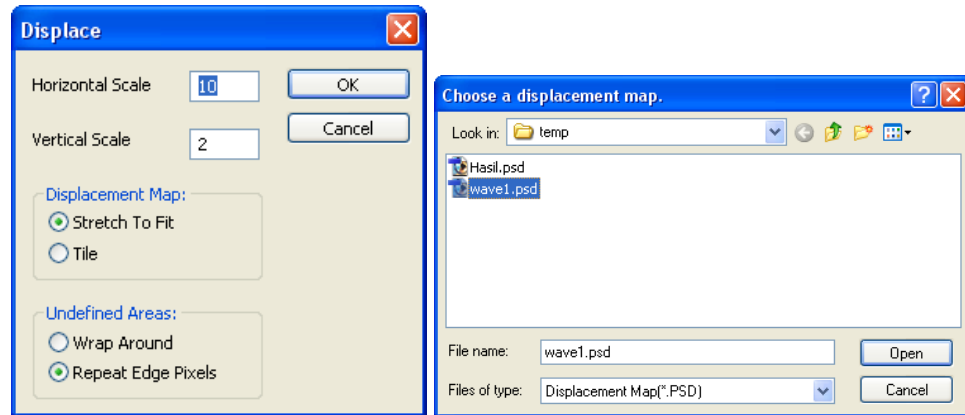 Displace
Horizontal Scale 10 OK
Vertical Scale 2 Cancel
Displacement Map:
Stretch To Fit
Tile
Undefined Areas:
Wrap Around
Repeat Edge Pixels
Choose a displacement map.
Look in: temp
Hasil.psd
wave1.psd
File name: wave1.psd Open
Files of type: Displacement Map(*.PSD) Cancel